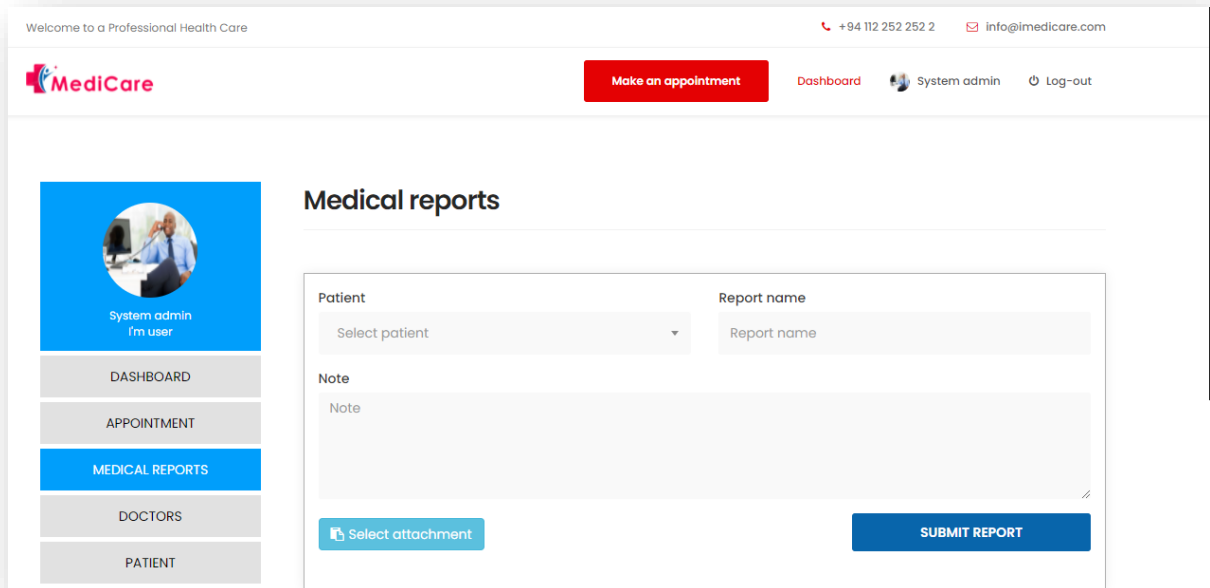 Welcome to a Professional Health Care
+94 112 252 252 2 info@imedicare.com
MediCare
Make an appointment Dashboard System admin Log-out
System admin
I'm user
DASHBOARD
APPOINTMENT
MEDICAL REPORTS
DOCTORS
PATIENT
Medical reports
Patient Report name
Select patient Report name
Note
Note
Select attachment SUBMIT REPORT